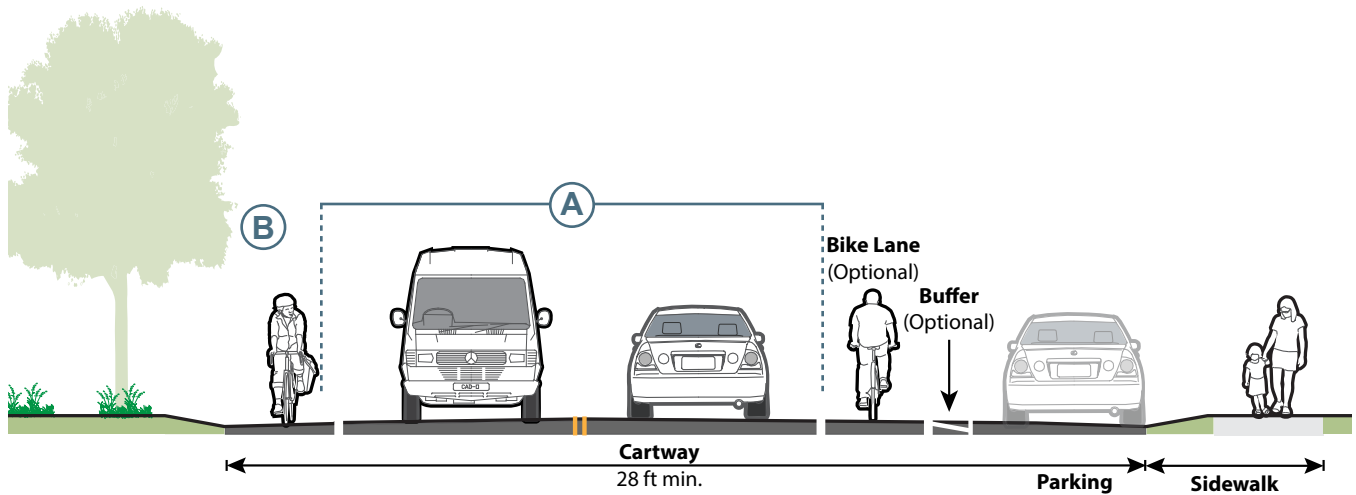 A
B
Bike Lane
(Optional)
Buffer
(Optional)
CAD-D
Cartway
28 ft min.
Parking
Sidewalk